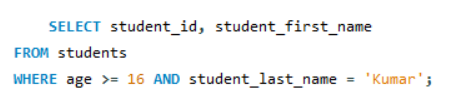 SELECT student_id, student_first_name
FROM students
WHERE age >= 16 AND student_last_name = 'Kumar';